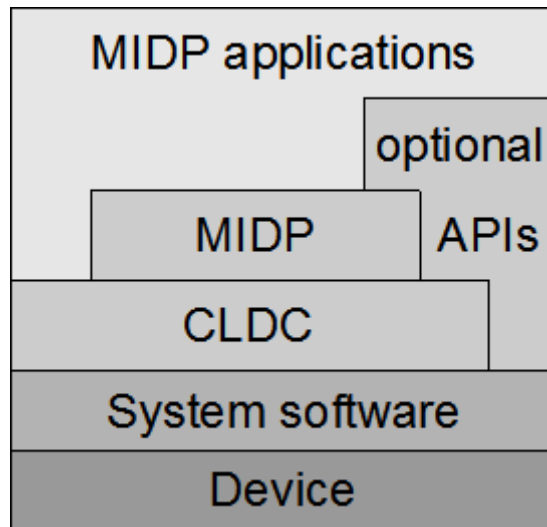 MIDP applications
optional
MIDP APIs
CLDC
System software
Device